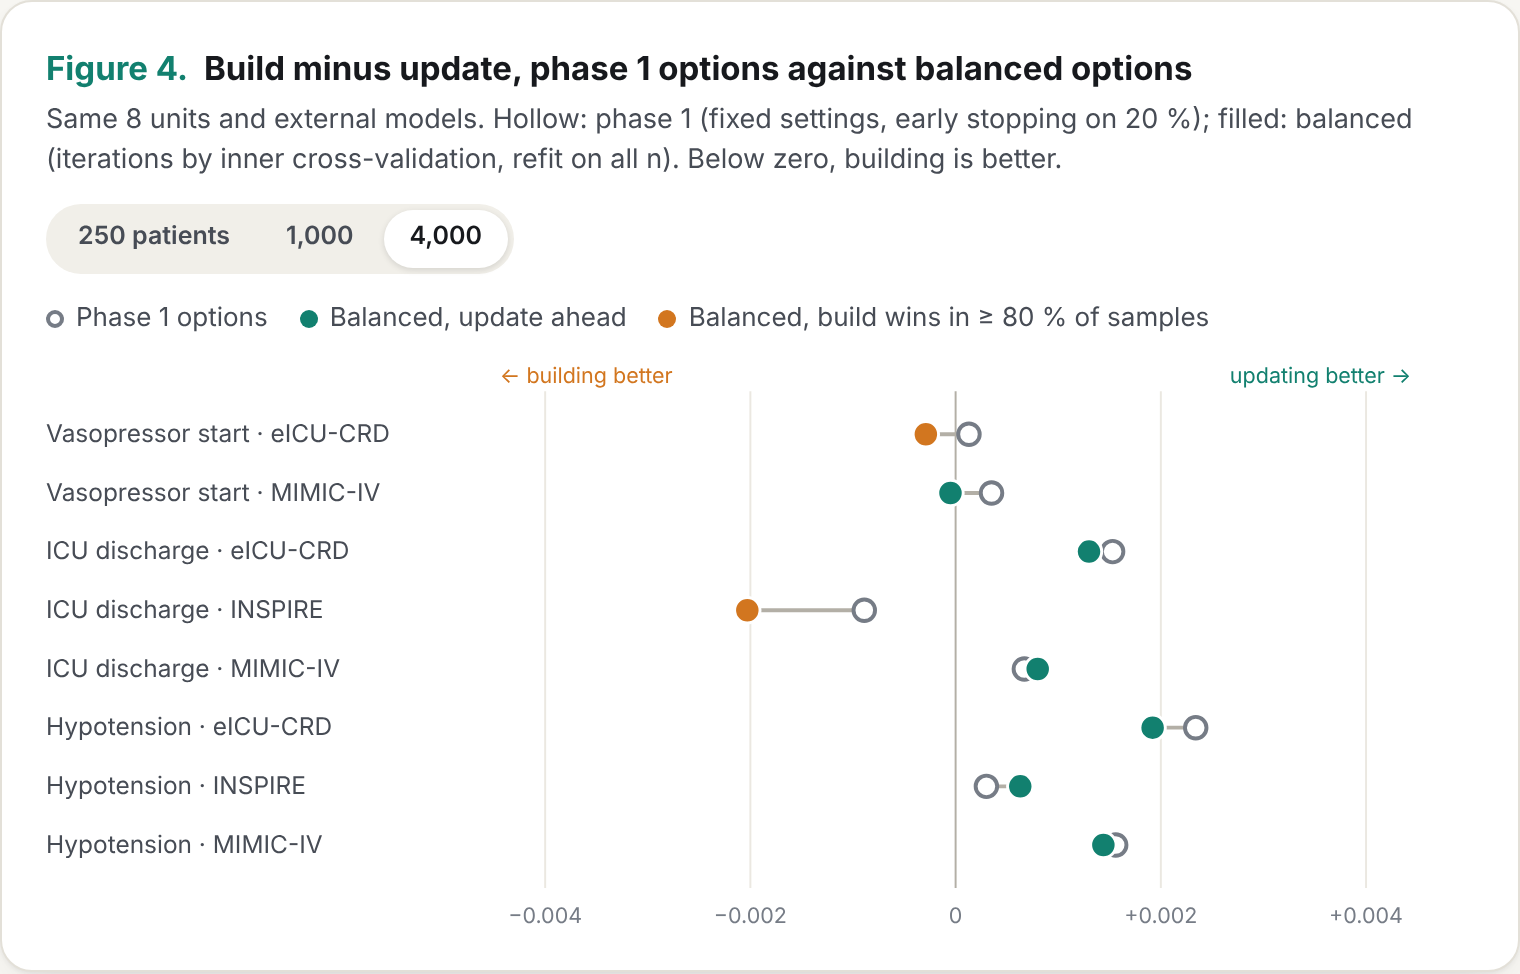 Figure 4. Build minus update, phase 1 options against balanced options
Same 8 units and external models. Hollow: phase 1 (fixed settings, early stopping on 20 %); filled: balanced
(iterations by inner cross-validation, refit on all n). Below zero, building is better.
250 patients 1,000 4,000
Phase 1 options Balanced, update ahead Balanced, build wins in ≥ 80 % of samples
← building better updating better →
Vasopressor start · eICU-CRD
Vasopressor start · MIMIC-IV
ICU discharge · eICU-CRD
ICU discharge · INSPIRE
ICU discharge · MIMIC-IV
Hypotension · eICU-CRD
Hypotension · INSPIRE
Hypotension · MIMIC-IV
−0.004 −0.002 0 +0.002 +0.004